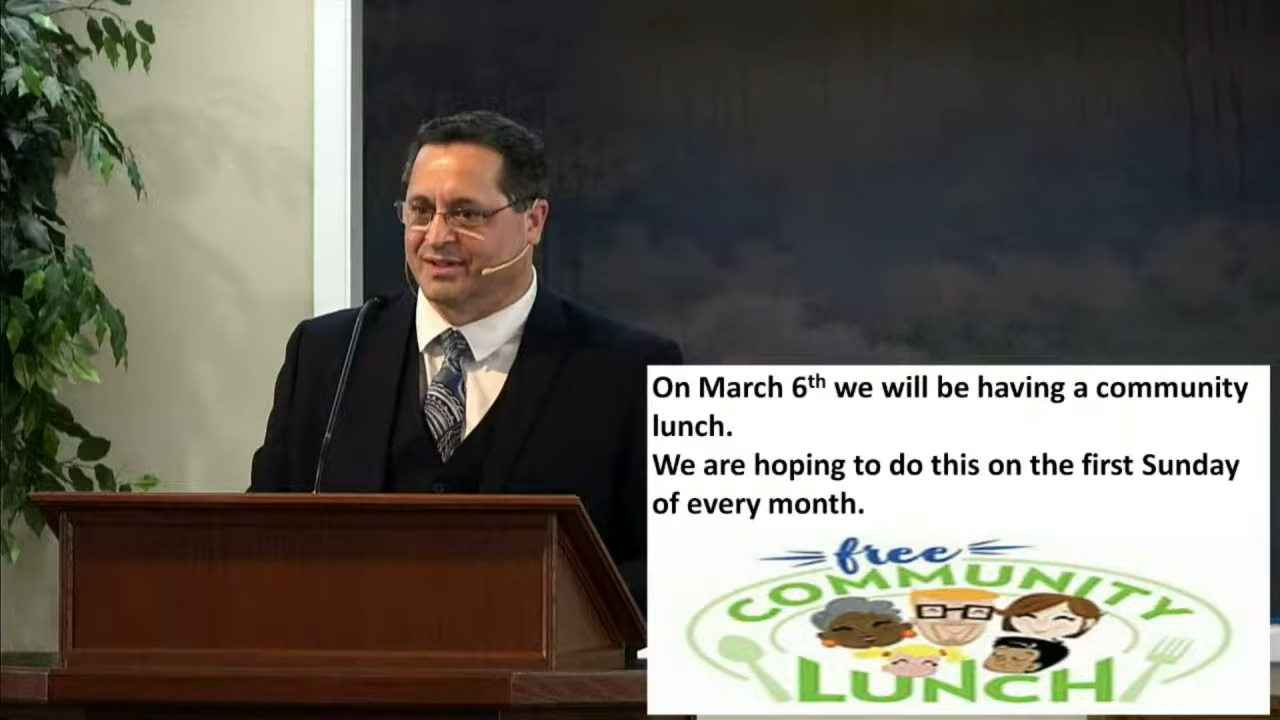 On March 6th we will be having a community
lunch.
We are hoping to do this on the first Sunday
of every month.
free
COMMUNITY
LUNCH